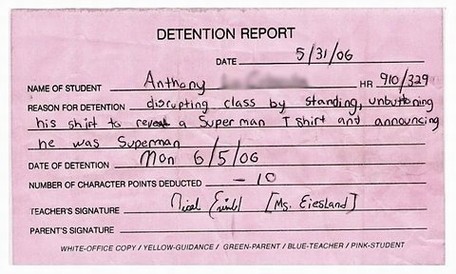 DETENTION REPORT
DATE 5/31/06
NAME OF STUDENT Anthony HR 910/329
REASON FOR DETENTION disrupting class by standing, unbuttoning
his shirt to reveal a Superman T shirt and announcing
he was Superman
DATE OF DETENTION Mon 6/5/06
NUMBER OF CHARACTER POINTS DEDUCTED - 10
TEACHER'S SIGNATURE [Ms. Eiesland]
PARENT'S SIGNATURE
WHITE-OFFICE COPY / YELLOW-GUIDANCE / GREEN-PARENT / BLUE-TEACHER / PINK-STUDENT